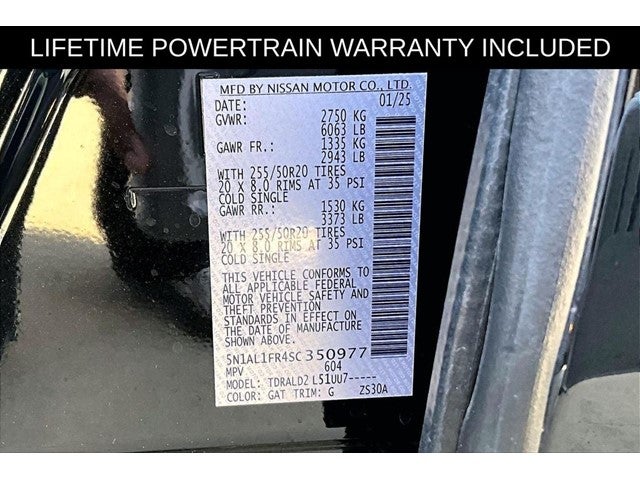 LIFETIME POWERTRAIN WARRANTY INCLUDED
MFD BY NISSAN MOTOR CO., LTD.
DATE: 01/25
GVWR: 2750 KG
6063 LB
GAWR FR.: 1335 KG
2943 LB
WITH 255/50R20 TIRES
20 X 8.0 RIMS AT 35 PSI
COLD SINGLE
GAWR RR.: 1530 KG
3373 LB
WITH 255/50R20 TIRES
20 X 8.0 RIMS AT 35 PSI
COLD SINGLE
THIS VEHICLE CONFORMS TO
ALL APPLICABLE FEDERAL
MOTOR VEHICLE SAFETY AND
THEFT PREVENTION
STANDARDS IN EFFECT ON
THE DATE OF MANUFACTURE
SHOWN ABOVE.
5N1AL1FR4SC350977
MPV 604
MODEL: TDRALD2 L51UU7-----
COLOR: GAT TRIM: G ZS30A